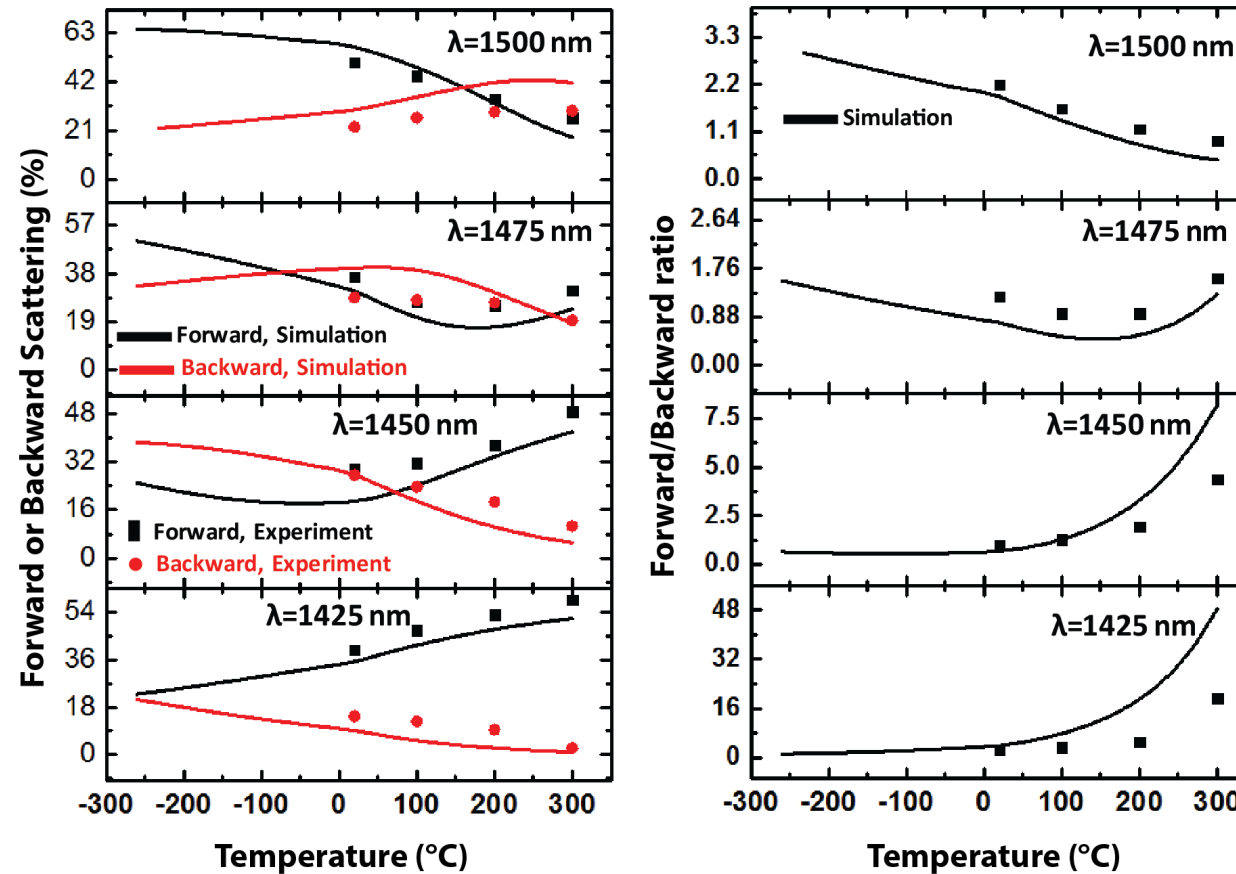 Forward or Backward Scattering (%)
63
42
21
0
λ=1500 nm
57
38
19
0
λ=1475 nm
Forward, Simulation
Backward, Simulation
48
32
16
0
λ=1450 nm
Forward, Experiment
Backward, Experiment
54
36
18
0
λ=1425 nm
-300 -200 -100 0 100 200 300
Temperature (°C)
Forward/Backward ratio
3.3
2.2
1.1
0.0
λ=1500 nm
Simulation
2.64
1.76
0.88
0.00
λ=1475 nm
7.5
5.0
2.5
0.0
λ=1450 nm
48
32
16
0
λ=1425 nm
-300 -200 -100 0 100 200 300
Temperature (°C)